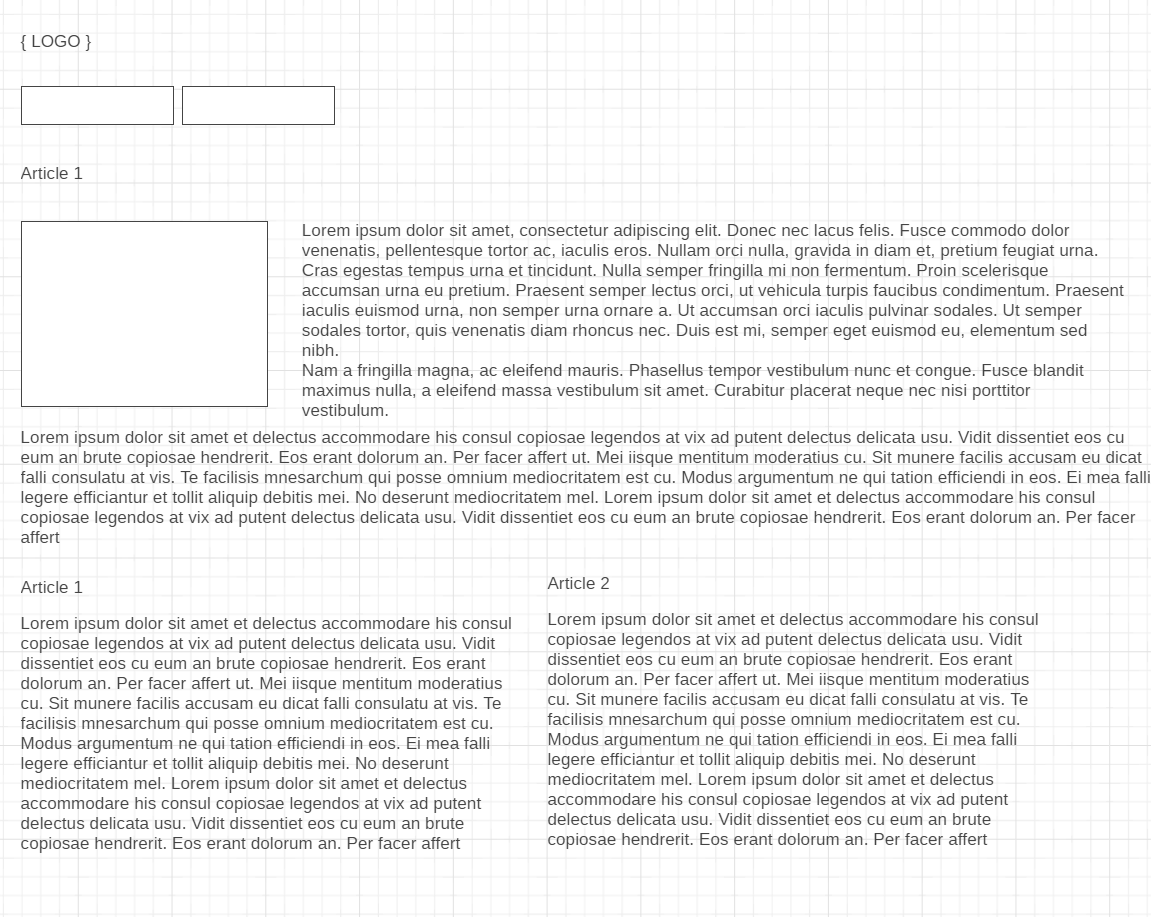 { LOGO }
Article 1
Lorem ipsum dolor sit amet, consectetur adipiscing elit. Donec nec lacus felis. Fusce commodo dolor
venenatis, pellentesque tortor ac, iaculis eros. Nullam orci nulla, gravida in diam et, pretium feugiat urna.
Cras egestas tempus urna et tincidunt. Nulla semper fringilla mi non fermentum. Proin scelerisque
accumsan urna eu pretium. Praesent semper lectus orci, ut vehicula turpis faucibus condimentum. Praesent
iaculis euismod urna, non semper urna ornare a. Ut accumsan orci iaculis pulvinar sodales. Ut semper
sodales tortor, quis venenatis diam rhoncus nec. Duis est mi, semper eget euismod eu, elementum sed
nibh.
Nam a fringilla magna, ac eleifend mauris. Phasellus tempor vestibulum nunc et congue. Fusce blandit
maximus nulla, a eleifend massa vestibulum sit amet. Curabitur placerat neque nec nisi porttitor
vestibulum.
Lorem ipsum dolor sit amet et delectus accommodare his consul copiosae legendos at vix ad putent delectus delicata usu. Vidit dissentiet eos cu
eum an brute copiosae hendrerit. Eos erant dolorum an. Per facer affert ut. Mei iisque mentitum moderatius cu. Sit munere facilis accusam eu dicat
falli consulatu at vis. Te facilisis mnesarchum qui posse omnium mediocritatem est cu. Modus argumentum ne qui tation efficiendi in eos. Ei mea falli
legere efficiantur et tollit aliquip debitis mei. No deserunt mediocritatem mel. Lorem ipsum dolor sit amet et delectus accommodare his consul
copiosae legendos at vix ad putent delectus delicata usu. Vidit dissentiet eos cu eum an brute copiosae hendrerit. Eos erant dolorum an. Per facer
affert
Article 1
Lorem ipsum dolor sit amet et delectus accommodare his consul
copiosae legendos at vix ad putent delectus delicata usu. Vidit
dissentiet eos cu eum an brute copiosae hendrerit. Eos erant
dolorum an. Per facer affert ut. Mei iisque mentitum moderatius
cu. Sit munere facilis accusam eu dicat falli consulatu at vis. Te
facilisis mnesarchum qui posse omnium mediocritatem est cu.
Modus argumentum ne qui tation efficiendi in eos. Ei mea falli
legere efficiantur et tollit aliquip debitis mei. No deserunt
mediocritatem mel. Lorem ipsum dolor sit amet et delectus
accommodare his consul copiosae legendos at vix ad putent
delectus delicata usu. Vidit dissentiet eos cu eum an brute
copiosae hendrerit. Eos erant dolorum an. Per facer affert
Article 2
Lorem ipsum dolor sit amet et delectus accommodare his consul
copiosae legendos at vix ad putent delectus delicata usu. Vidit
dissentiet eos cu eum an brute copiosae hendrerit. Eos erant
dolorum an. Per facer affert ut. Mei iisque mentitum moderatius
cu. Sit munere facilis accusam eu dicat falli consulatu at vis. Te
facilisis mnesarchum qui posse omnium mediocritatem est cu.
Modus argumentum ne qui tation efficiendi in eos. Ei mea falli
legere efficiantur et tollit aliquip debitis mei. No deserunt
mediocritatem mel. Lorem ipsum dolor sit amet et delectus
accommodare his consul copiosae legendos at vix ad putent
delectus delicata usu. Vidit dissentiet eos cu eum an brute
copiosae hendrerit. Eos erant dolorum an. Per facer affert